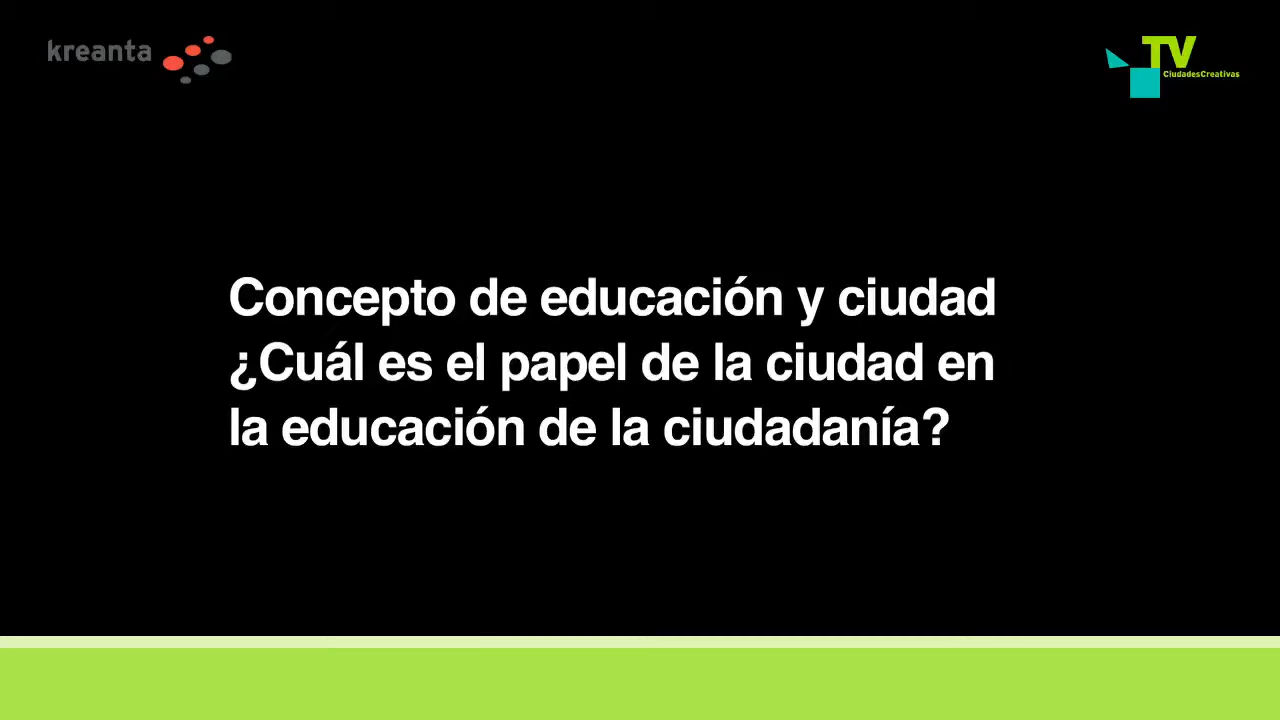 kreanta
TV
CiudadesCreativas
Concepto de educación y ciudad
¿Cuál es el papel de la ciudad en
la educación de la ciudadanía?